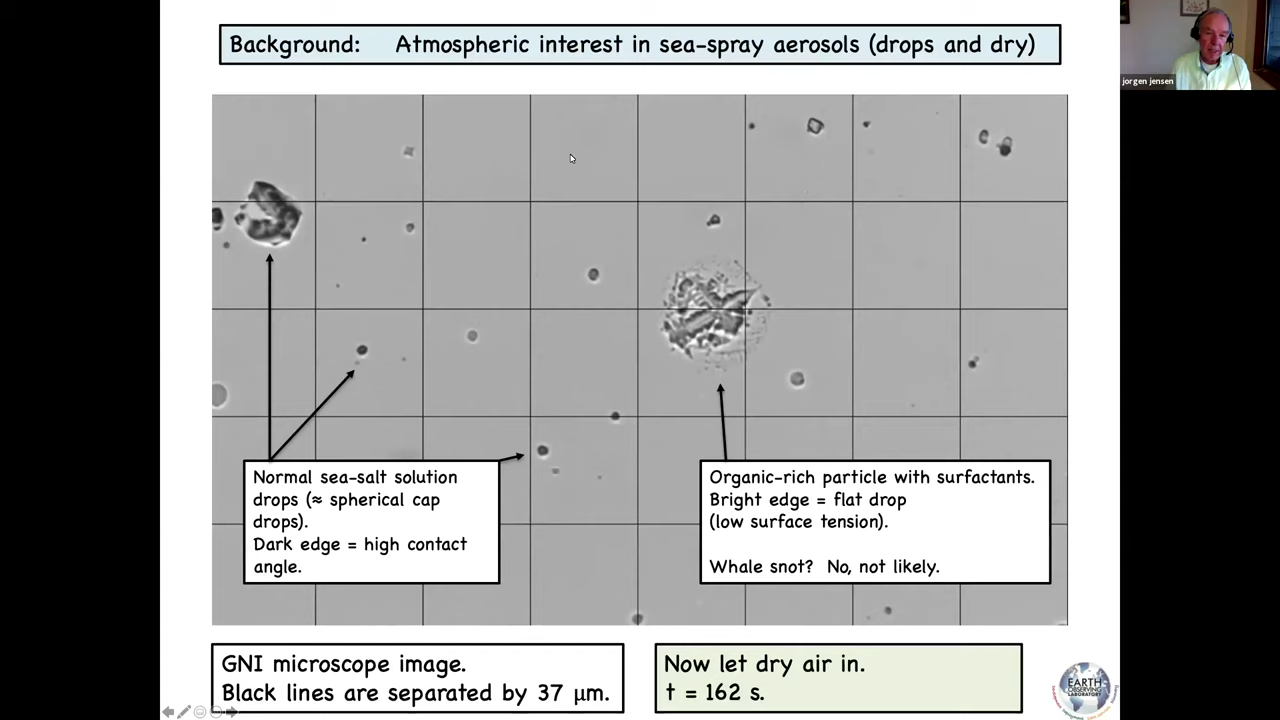 Background: Atmospheric interest in sea-spray aerosols (drops and dry)
jorgen jensen
Normal sea-salt solution
drops (≈ spherical cap
drops).
Dark edge = high contact
angle.
Organic-rich particle with surfactants.
Bright edge = flat drop
(low surface tension).
Whale snot? No, not likely.
GNI microscope image.
Black lines are separated by 37 μm.
Now let dry air in.
t = 162 s.
EARTH
OBSERVING
LABORATORY